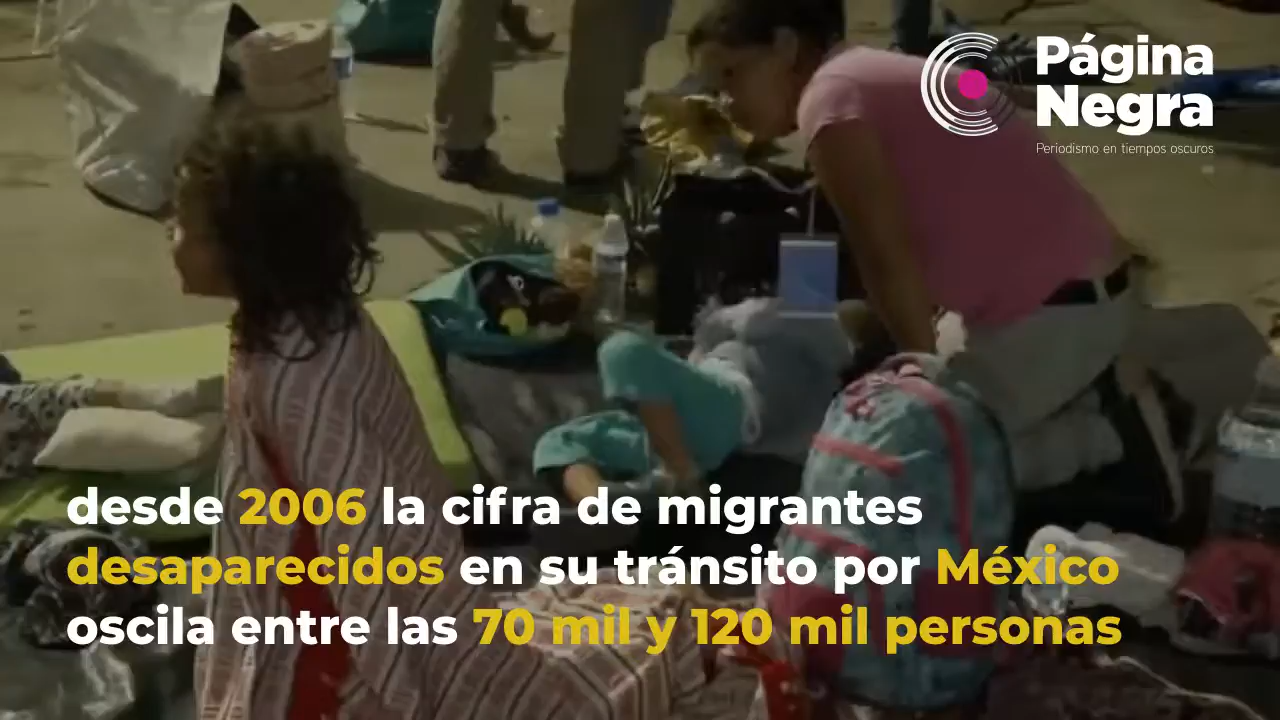 Página
Negra
Periodismo en tiempos oscuros
desde 2006 la cifra de migrantes
desaparecidos en su tránsito por México
oscila entre las 70 mil y 120 mil personas